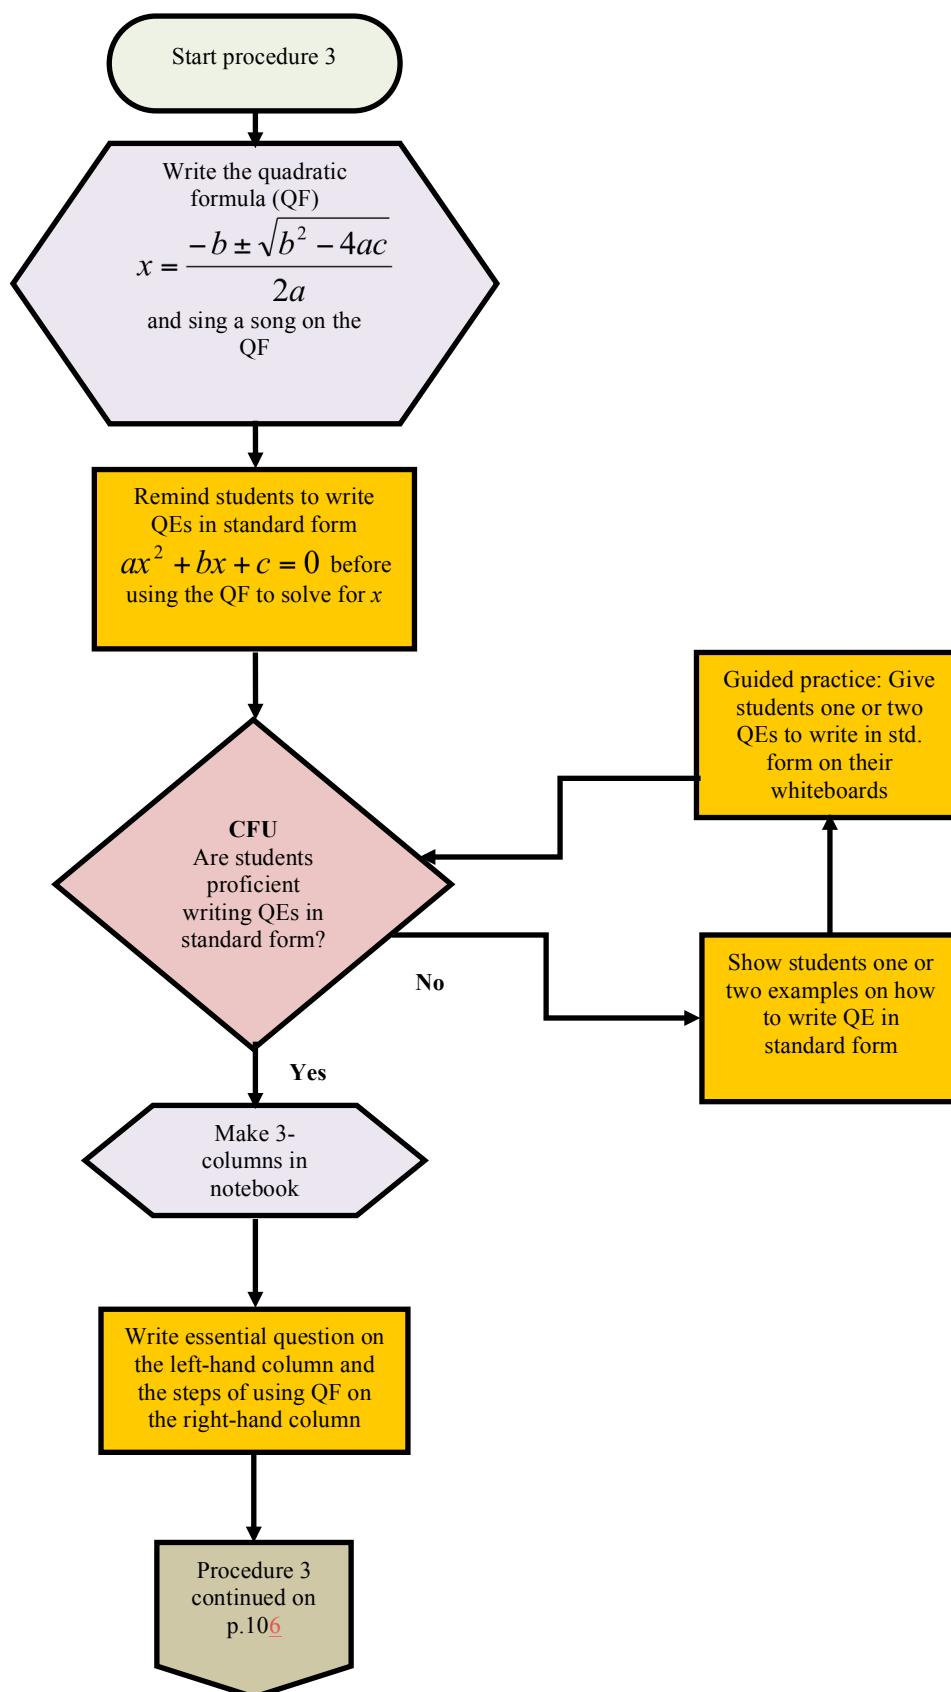 Start procedure 3
Write the quadratic
formula (QF)
x = \frac{-b ± \sqrt{b^2 - 4ac}}{2a}
and sing a song on the
QF
Remind students to write
QEs in standard form
ax² + bx + c = 0 before
using the QF to solve for x
Guided practice: Give
students one or two
QEs to write in std.
form on their
whiteboards
CFU
Are students
proficient
writing QEs in
standard form?
No
Show students one or
two examples on how
to write QE in
standard form
Yes
Make 3-
columns in
notebook
Write essential question on
the left-hand column and
the steps of using QF on
the right-hand column
Procedure 3
continued on
p.106